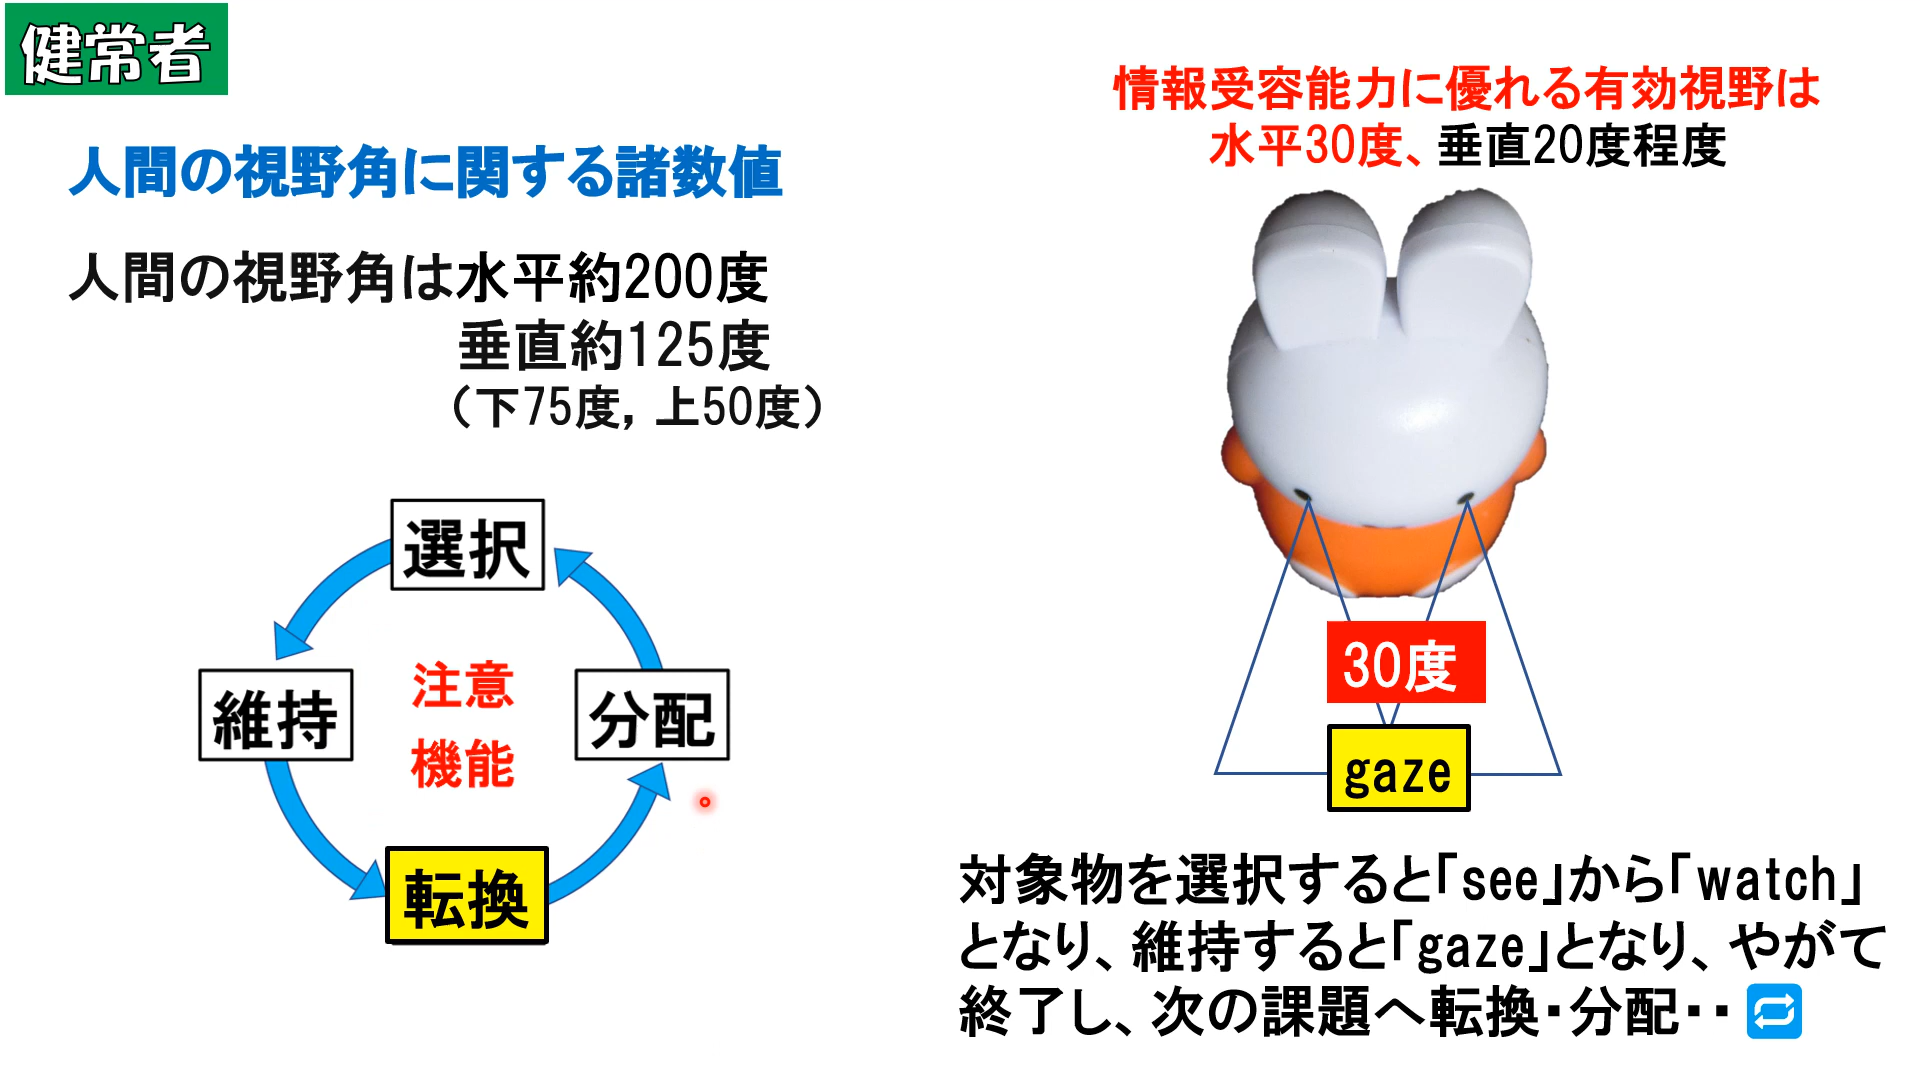 健常者
人間の視野角に関する諸数値
人間の視野角は水平約200度
垂直約125度
（下75度，上50度）
選択
維持
注意
機能
分配
転換
情報受容能力に優れる有効視野は
水平30度、垂直20度程度
30度
gaze
対象物を選択すると「see」から「watch」
となり、維持すると「gaze」となり、やがて
終了し、次の課題へ転換・分配・・